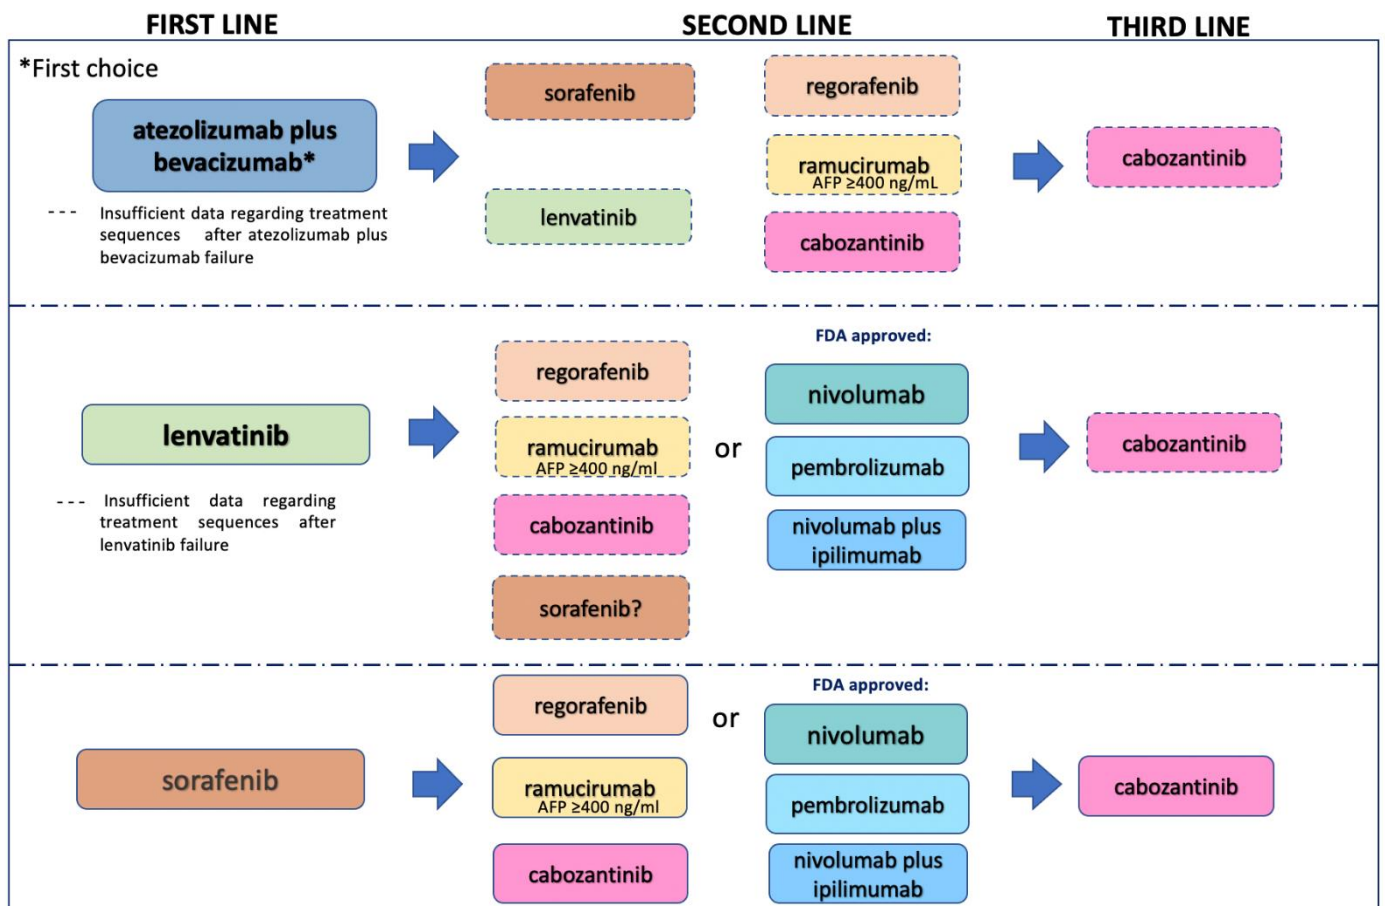 FIRST LINE
SECOND LINE
THIRD LINE
*First choice
atezolizumab plus
bevacizumab*
--- Insufficient data regarding treatment
sequences after atezolizumab plus
bevacizumab failure
sorafenib
lenvatinib
regorafenib
ramucirumab
AFP ≥400 ng/mL
cabozantinib
cabozantinib
lenvatinib
--- Insufficient data regarding
treatment sequences after
lenvatinib failure
regorafenib
ramucirumab
AFP ≥400 ng/ml
cabozantinib
sorafenib?
or
FDA approved:
nivolumab
pembrolizumab
nivolumab plus
ipilimumab
cabozantinib
sorafenib
regorafenib
ramucirumab
AFP ≥400 ng/ml
cabozantinib
or
FDA approved:
nivolumab
pembrolizumab
nivolumab plus
ipilimumab
cabozantinib